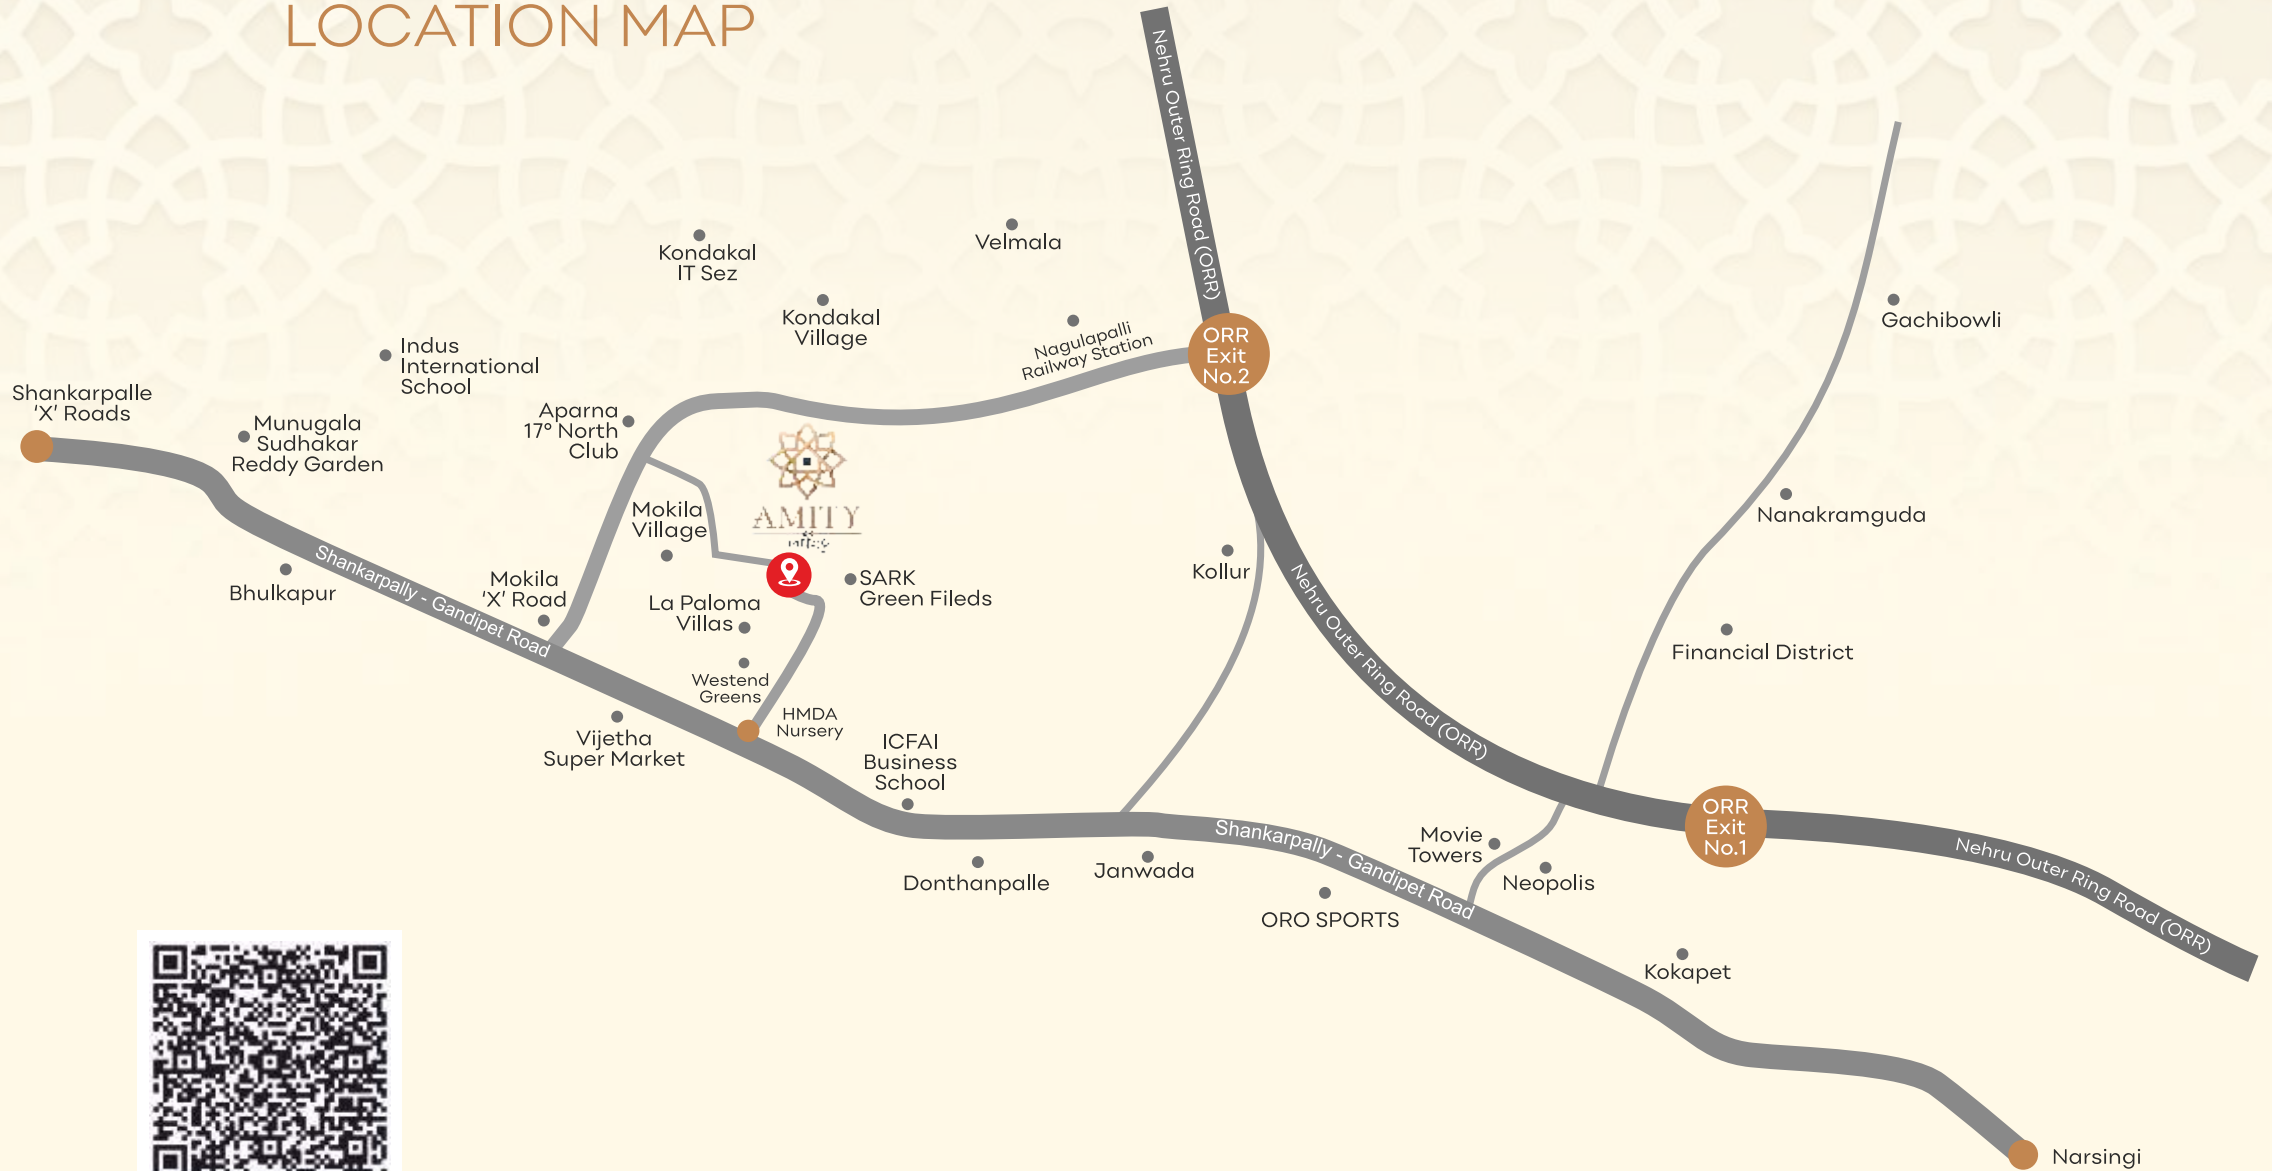 LOCATION MAP
Nehru Outer Ring Road (ORR)
Velmala
Kondakal
IT Sez
Kondakal
Village
Nagulapalli
Railway Station
ORR
Exit
No.2
Gachibowli
Indus
International
School
Shankarpalle
'X' Roads
Munugala
Sudhakar
Reddy Garden
Aparna
17° North
Club
Mokila
Village
AMITY
Nanakramguda
Kollur
Bhulkapur
Shankarpally - Gandipet Road
Mokila
'X' Road
La Paloma
Villas
SARK
Green Fileds
Nehru Outer Ring Road (ORR)
Financial District
Westend
Greens
HMDA
Nursery
Vijetha
Super Market
ICFAI
Business
School
ORR
Exit
No.1
Donthanpalle
Janwada
Shankarpally - Gandipet Road
Movie
Towers
Neopolis
Nehru Outer Ring Road (ORR)
ORO SPORTS
Kokapet
Narsingi